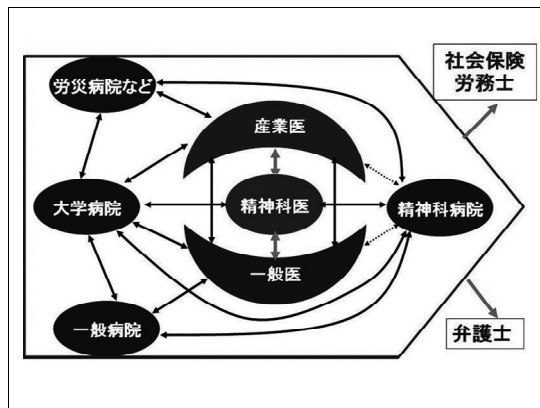 社会保険
労務士
労災病院など
産業医
大学病院
精神科医
精神科病院
一般医
一般病院
弁護士